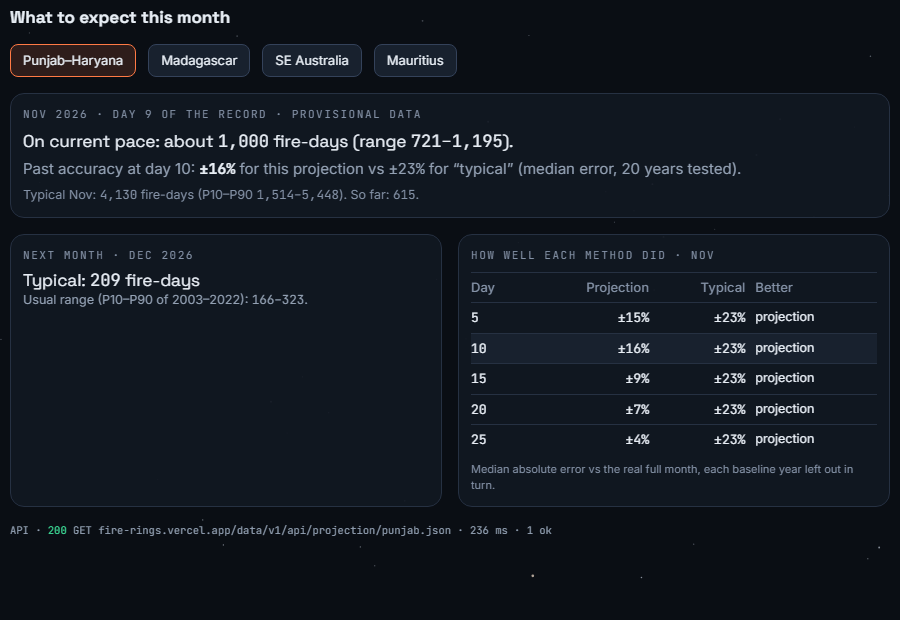 What to expect this month
Punjab–Haryana
Madagascar
SE Australia
Mauritius
NOV 2026 · DAY 9 OF THE RECORD · PROVISIONAL DATA
On current pace: about 1,000 fire-days (range 721–1,195).
Past accuracy at day 10: ±16% for this projection vs ±23% for “typical” (median error, 20 years tested).
Typical Nov: 4,130 fire-days (P10–P90 1,514–5,448). So far: 615.
NEXT MONTH · DEC 2026
Typical: 209 fire-days
Usual range (P10–P90 of 2003–2022): 166–323.
HOW WELL EACH METHOD DID · NOV
Day Projection Typical Better
5 ±15% ±23% projection
10 ±16% ±23% projection
15 ±9% ±23% projection
20 ±7% ±23% projection
25 ±4% ±23% projection
Median absolute error vs the real full month, each baseline year left out in
turn.
API · 200 GET fire-rings.vercel.app/data/v1/api/projection/punjab.json · 236 ms · 1 ok